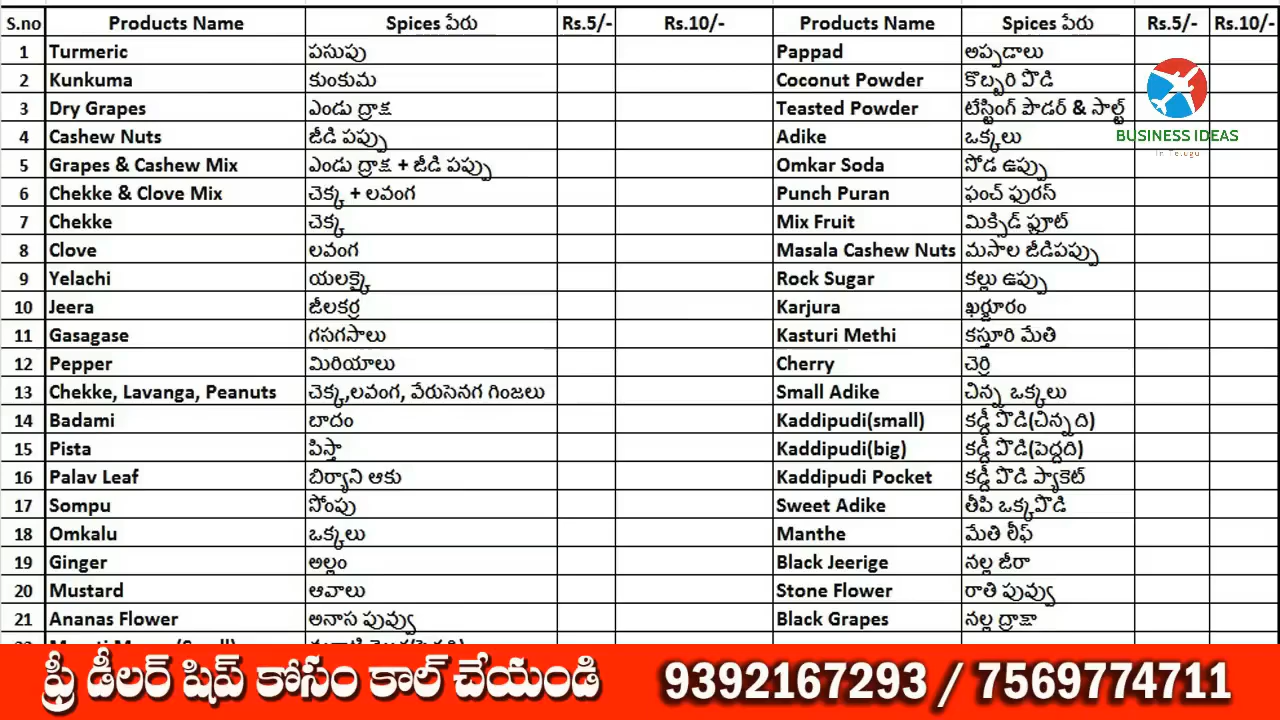 S.no Products Name Spices పేరు Rs.5/- Rs.10/- Products Name Spices పేరు Rs.5/- Rs.10/-
1 Turmeric పసుపు Pappad అప్పడాలు
2 Kunkuma కుంకుమ Coconut Powder కొబ్బరి పొడి
3 Dry Grapes ఎండు ద్రాక్ష Teasted Powder టేస్టింగ్ పౌడర్ & సాల్ట్
4 Cashew Nuts జీడి పప్పు Adike ఒక్కలు
BUSINESS IDEAS
In Telugu
5 Grapes & Cashew Mix ఎండు ద్రాక్ష + జీడి పప్పు Omkar Soda సోడ ఉప్పు
6 Chekke & Clove Mix చెక్క + లవంగ Punch Puran ఫంచ్ ఫురస్
7 Chekke చెక్క Mix Fruit మిక్సిడ్ ఫ్లూట్
8 Clove లవంగ Masala Cashew Nuts మసాల జీడిపప్పు
9 Yelachi యలక్కై Rock Sugar కల్లు ఉప్పు
10 Jeera జీలకర్ర Karjura ఖర్జూరం
11 Gasagase గసగసాలు Kasturi Methi కస్తూరి మేతి
12 Pepper మిరియాలు Cherry చెర్రి
13 Chekke, Lavanga, Peanuts చెక్క,లవంగ, వేరుసెనగ గింజలు Small Adike చిన్న ఒక్కలు
14 Badami బాదం Kaddipudi(small) కడ్డీ పొడి(చిన్నది)
15 Pista పిస్తా Kaddipudi(big) కడ్డీ పొడి(పెద్దది)
16 Palav Leaf బిర్యాని ఆకు Kaddipudi Pocket కడ్డీ పొడి ప్యాకెట్
17 Sompu సోంపు Sweet Adike తీపి ఒక్కపొడి
18 Omkalu ఒక్కలు Manthe మేతి లీఫ్
19 Ginger అల్లం Black Jeerige నల్ల జీరా
20 Mustard ఆవాలు Stone Flower రాతి పువ్వు
21 Ananas Flower అనాస పువ్వు Black Grapes నల్ల ద్రాక్షా
ఫ్రీ డీలర్ షిప్ కోసం కాల్ చేయండి 9392167293 / 7569774711